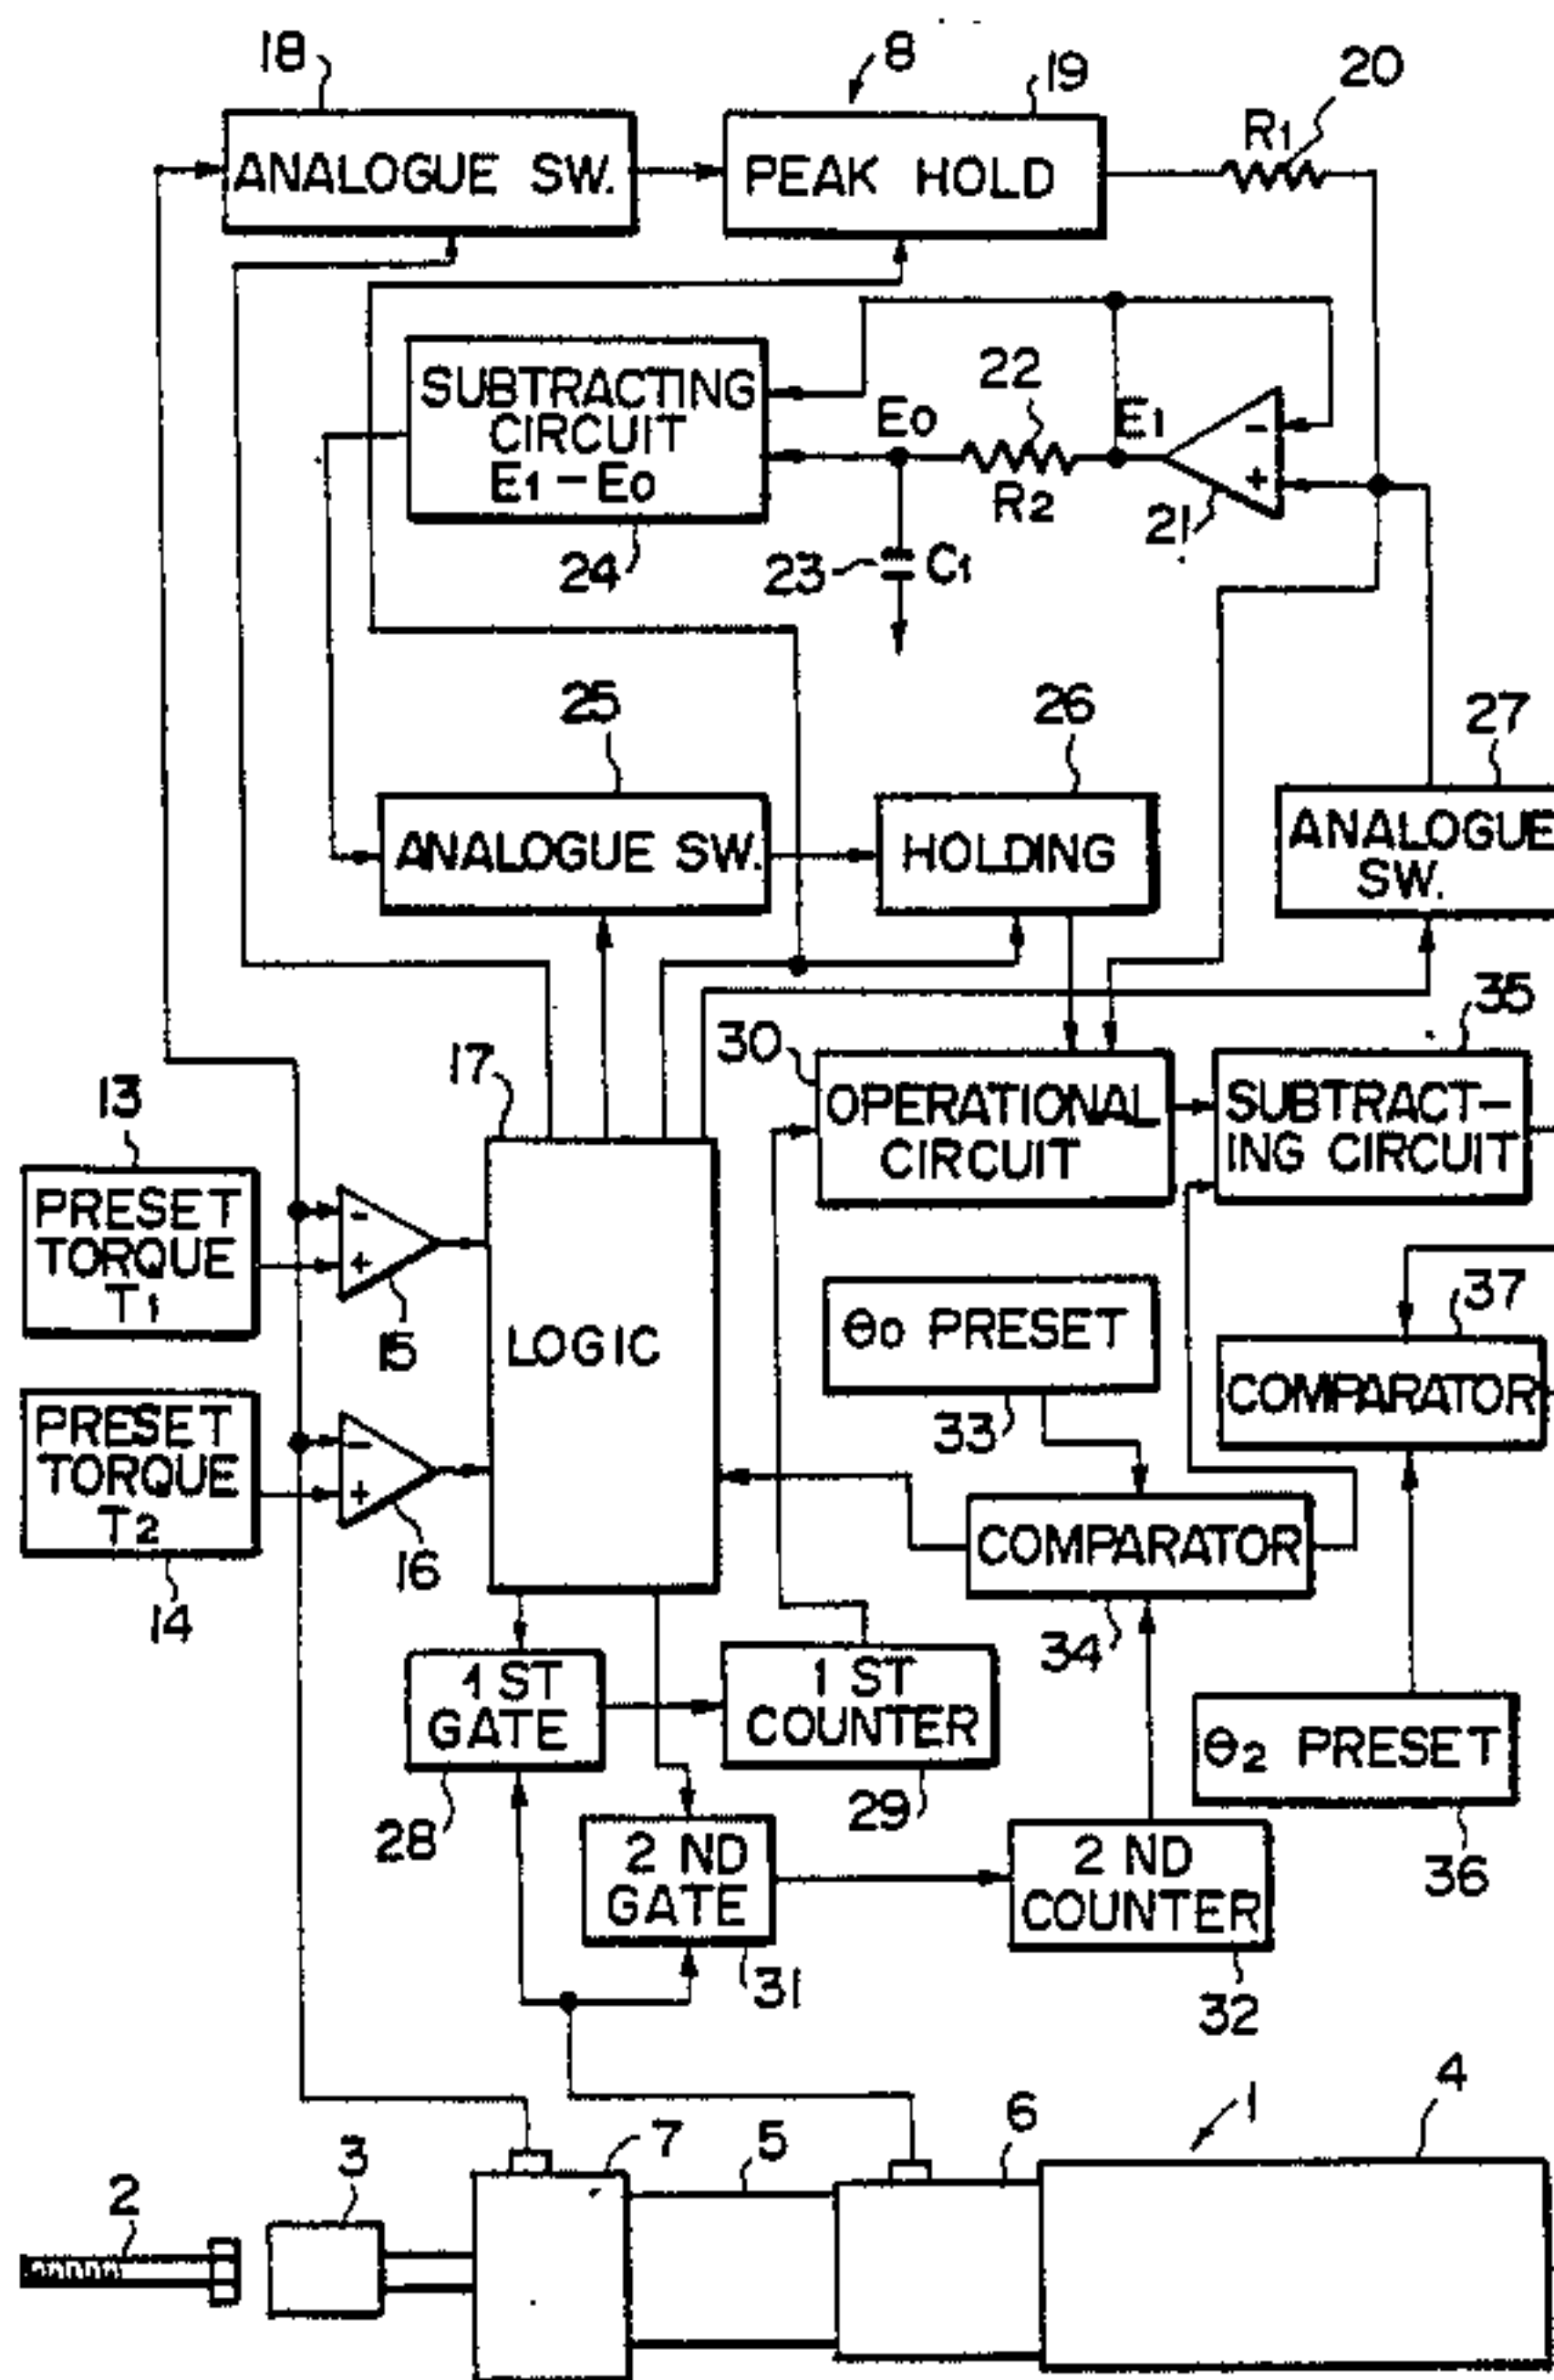 18
8
19
20
R1
ANALOGUE SW.
PEAK HOLD
SUBTRACTING
CIRCUIT
E1 - E0
24
22
E0
E1
R2
-
+
21
23
C1
25
26
27
ANALOGUE SW.
HOLDING
ANALOGUE
SW.
17
30
35
OPERATIONAL
CIRCUIT
SUBTRACT-
ING CIRCUIT
13
PRESET
TORQUE
T1
-
+
15
LOGIC
θ0 PRESET
33
37
COMPARATOR
PRESET
TORQUE
T2
14
-
+
16
COMPARATOR
34
1 ST
GATE
28
1 ST
COUNTER
29
θ2 PRESET
36
2 ND
GATE
31
2 ND
COUNTER
32
2
3
7
5
6
1
4